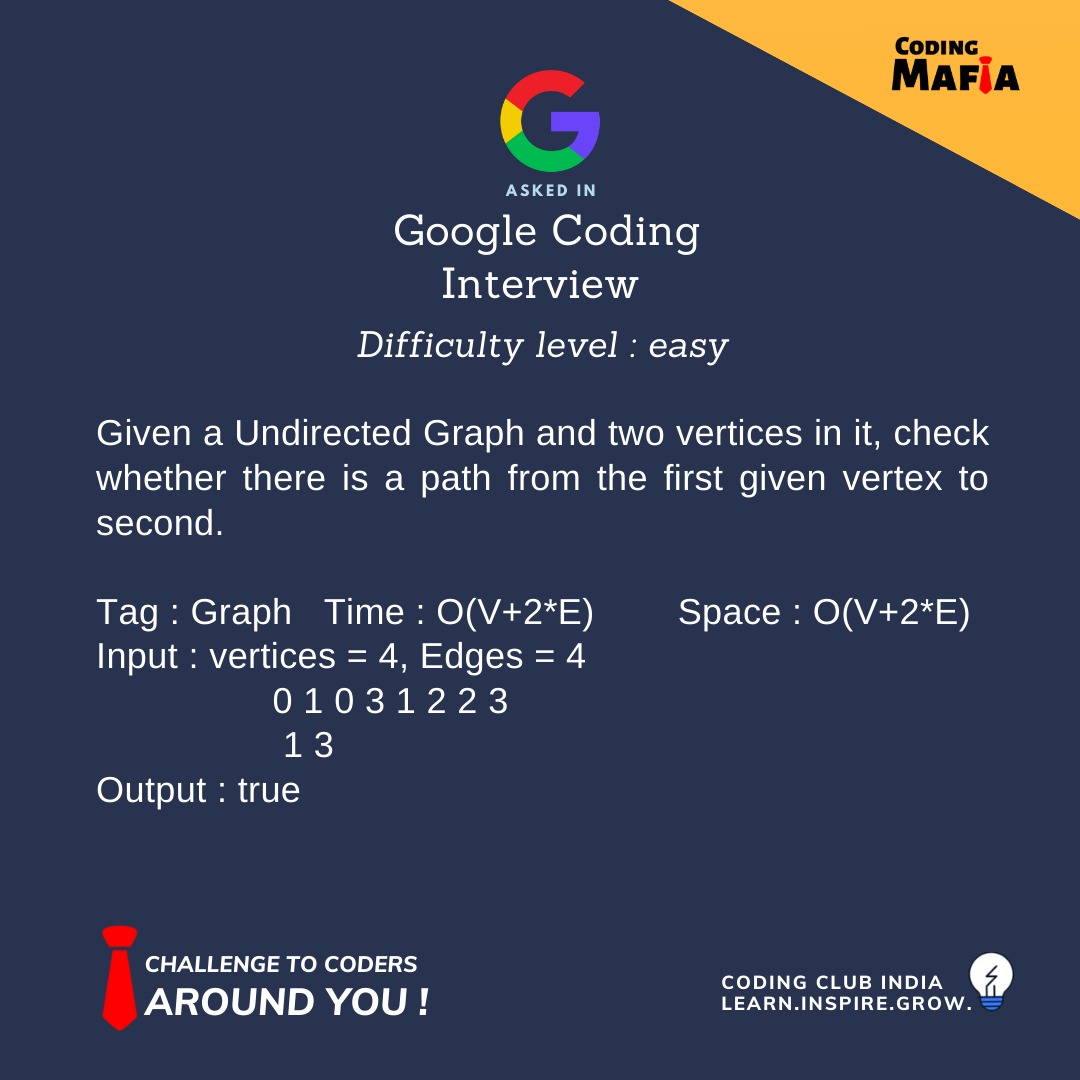 CODING
MAFIA
ASKED IN
Google Coding
Interview
Difficulty level : easy
Given a Undirected Graph and two vertices in it, check
whether there is a path from the first given vertex to
second.
Tag : Graph Time : O(V+2*E) Space : O(V+2*E)
Input : vertices = 4, Edges = 4
0 1 0 3 1 2 2 3
1 3
Output : true
CHALLENGE TO CODERS
AROUND YOU !
CODING CLUB INDIA
LEARN.INSPIRE.GROW.